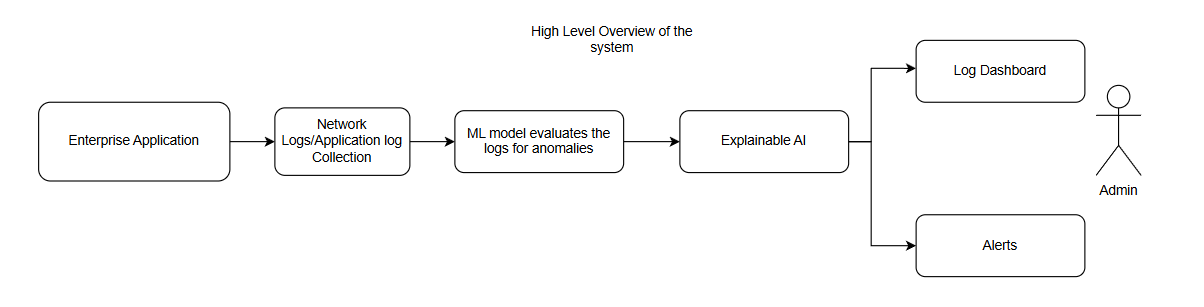 High Level Overview of the
system
Enterprise Application
Network
Logs/Application log
Collection
ML model evaluates the
logs for anomalies
Explainable AI
Log Dashboard
Admin
Alerts